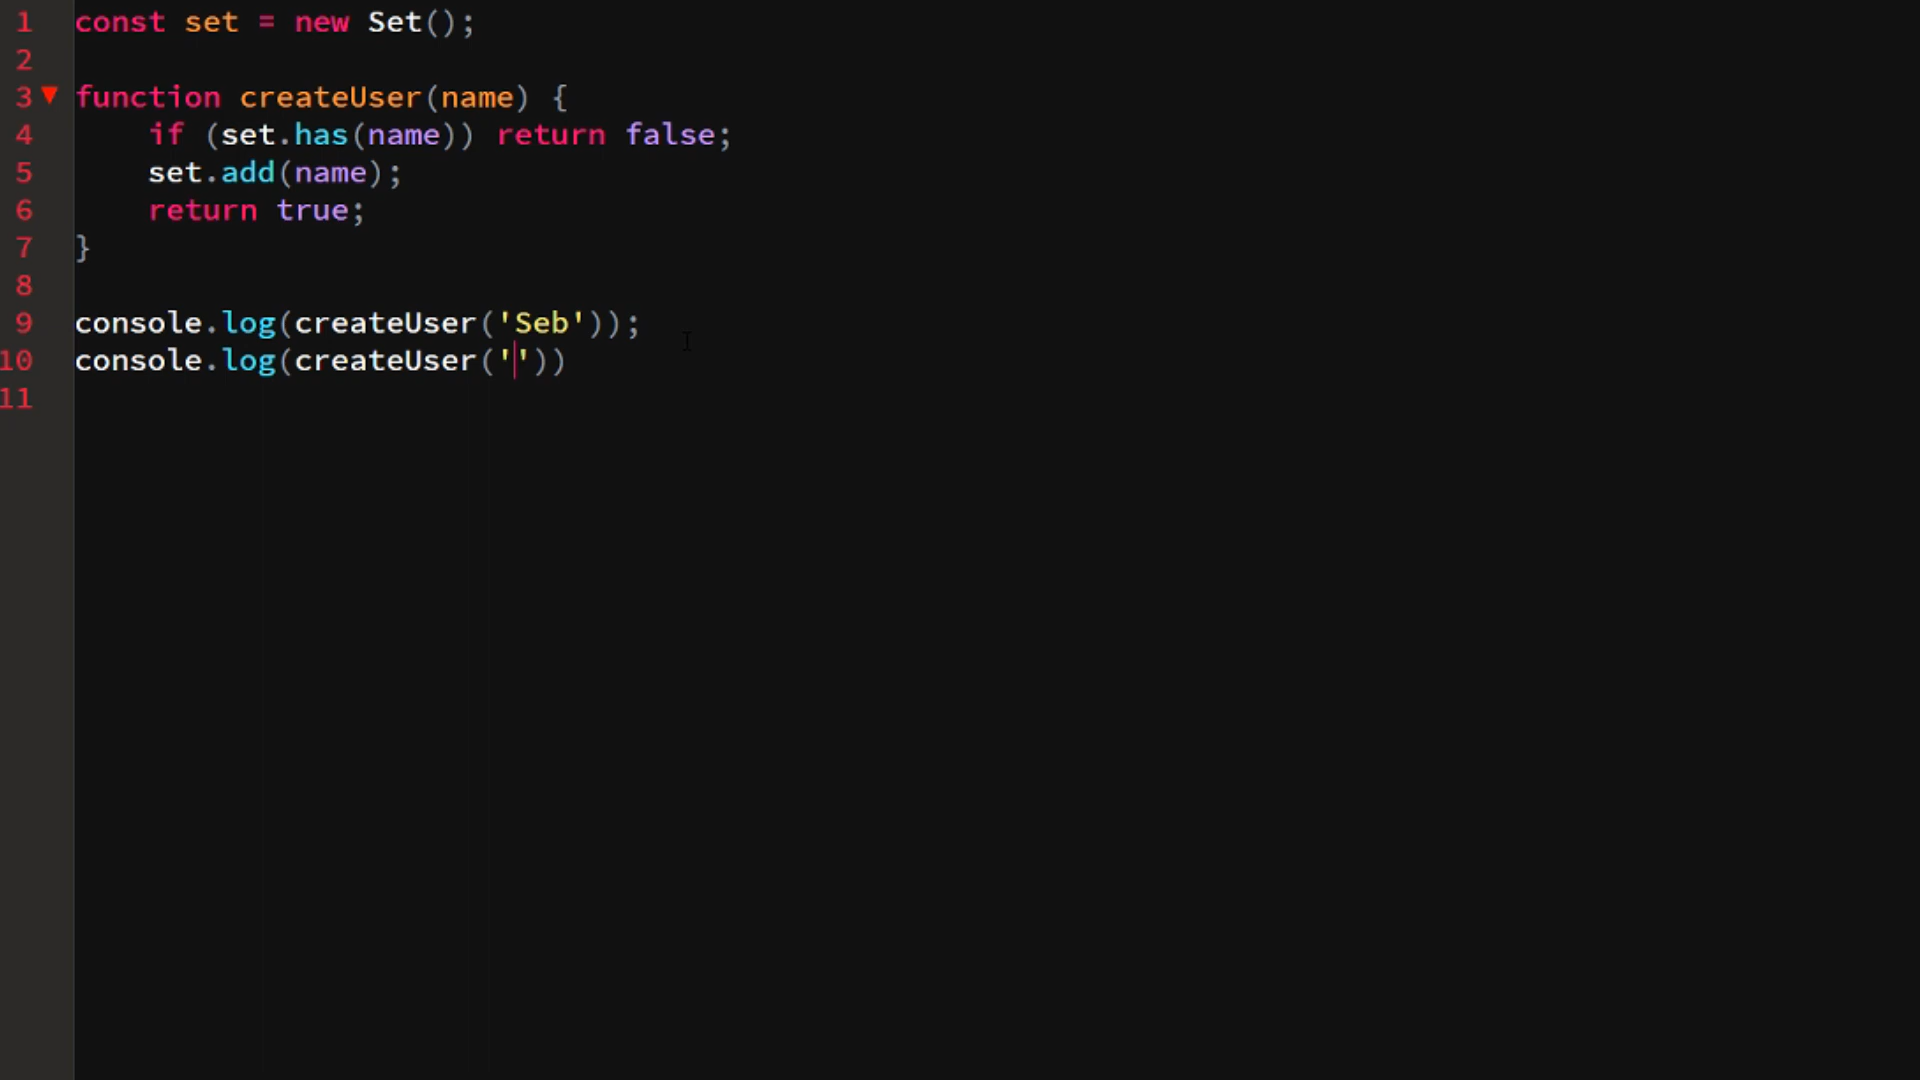 1 const set = new Set();
2
3 function createUser(name) {
4     if (set.has(name)) return false;
5     set.add(name);
6     return true;
7 }
8
9 console.log(createUser('Seb'));
10 console.log(createUser(''))
11